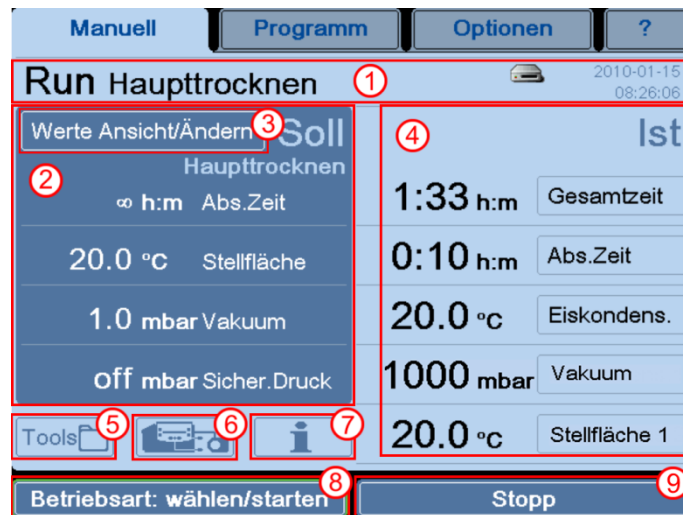 Manuell Programm Optionen ?
Run Haupttrocknen 1 2010-01-15
08:26:06
Werte Ansicht/Ändern 3 Soll
2 Haupttrocknen
∞ h:m Abs.Zeit
20.0 °C Stellfläche
1.0 mbar Vakuum
off mbar Sicher.Druck
4 Ist
1:33 h:m Gesamtzeit
0:10 h:m Abs.Zeit
20.0 °C Eiskondens.
1000 mbar Vakuum
20.0 °C Stellfläche 1
Tools 5 6 i 7
Betriebsart: wählen/starten 8 Stopp 9